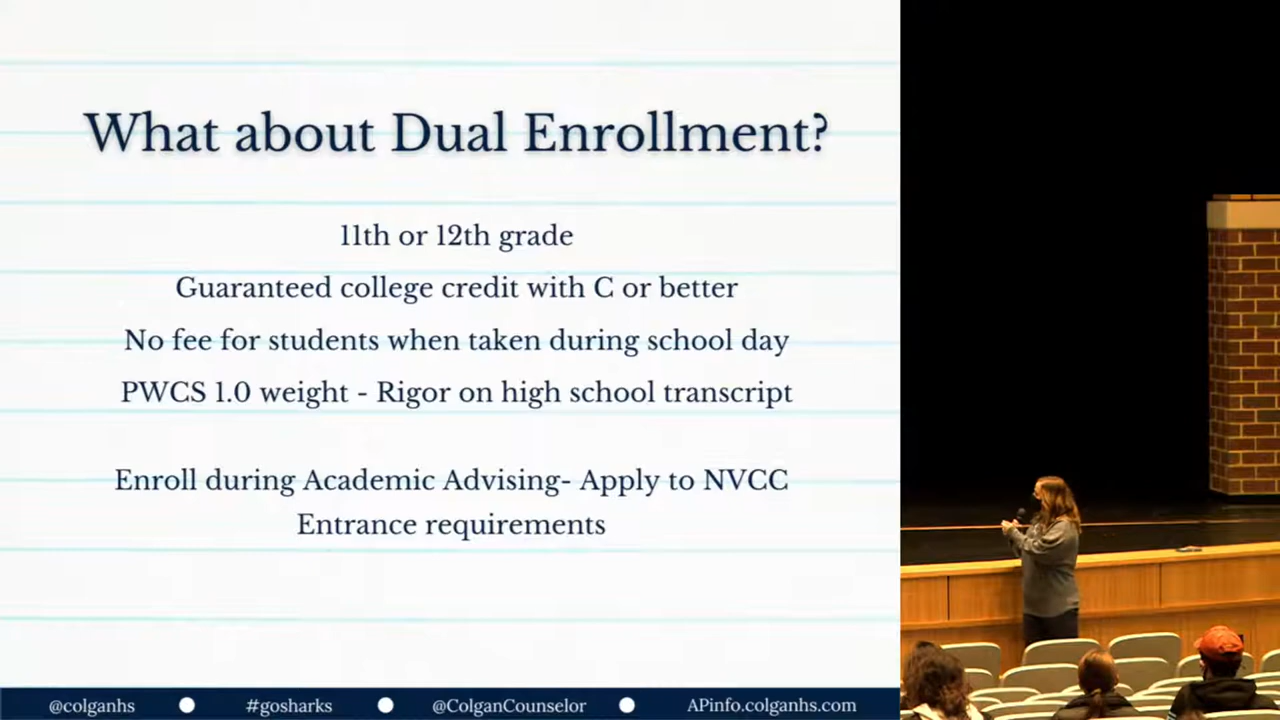 What about Dual Enrollment?
11th or 12th grade
Guaranteed college credit with C or better
No fee for students when taken during school day
PWCS 1.0 weight - Rigor on high school transcript
Enroll during Academic Advising- Apply to NVCC
Entrance requirements
@colganhs
#gosharks
@ColganCounselor
APinfo.colganhs.com